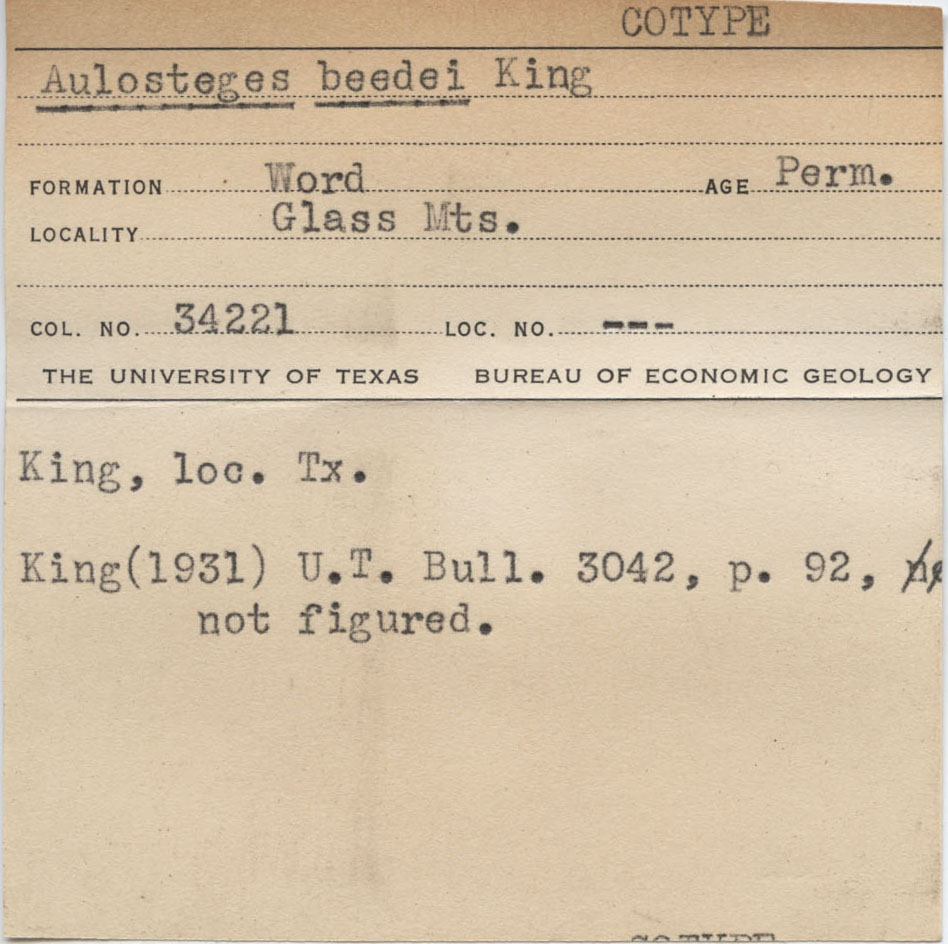 COTYPE
Aulosteges beedei King
FORMATION Word AGE Perm.
LOCALITY Glass Mts.
COL. NO. 34221 LOC. NO. ---
THE UNIVERSITY OF TEXAS BUREAU OF ECONOMIC GEOLOGY
King, loc. Tx.
King(1931) U.T. Bull. 3042, p. 92,
not figured.